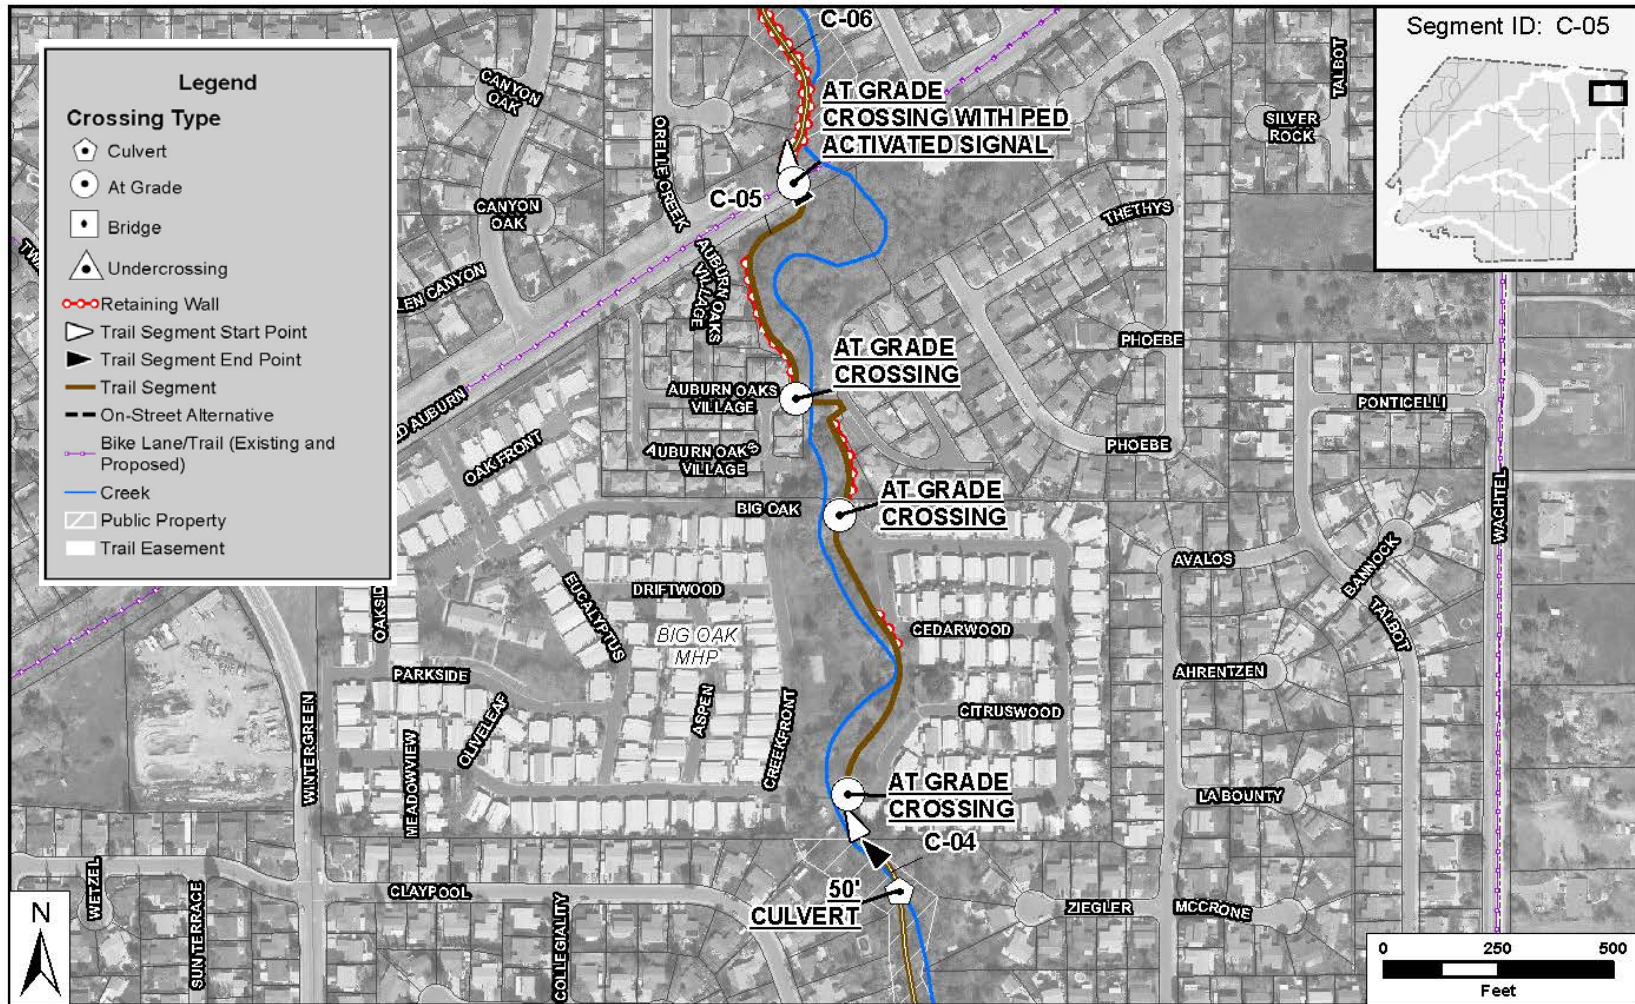 C-06
Segment ID: C-05
Legend
Crossing Type
Culvert
At Grade
Bridge
Undercrossing
Retaining Wall
Trail Segment Start Point
Trail Segment End Point
Trail Segment
On-Street Alternative
Bike Lane/Trail (Existing and
Proposed)
Creek
Public Property
Trail Easement
CANYON
OAK
ORELLE CREEK
AT GRADE
CROSSING WITH PED
ACTIVATED SIGNAL
TALBOT
SILVER
ROCK
CANYON
OAK
C-05
THETHYS
AUBURN OAKS
VILLAGE
LEN CANYON
PHOEBE
AT GRADE
CROSSING
AUBURN OAKS
VILLAGE
PONTICELLI
D AUBURN
OAK FRONT
AUBURN OAKS
VILLAGE
PHOEBE
AT GRADE
CROSSING
BIG OAK
WACHTEL
AVALOS
BANNOCK
DRIFTWOOD
EUCALYPTUS
OAKSID
BIG OAK
MHP
CEDARWOOD
TALBOT
PARKSIDE
AHRENTZEN
OLIVELEAF
ASPEN
CREEKFRONT
CITRUSWOOD
WINTERGREEN
MEADOWVIEW
AT GRADE
CROSSING
LA BOUNTY
C-04
WETZEL
SUNTERRACE
CLAYPOOL
COLLEGIALITY
50'
CULVERT
ZIEGLER
MCCRONE
N
0 250 500
Feet